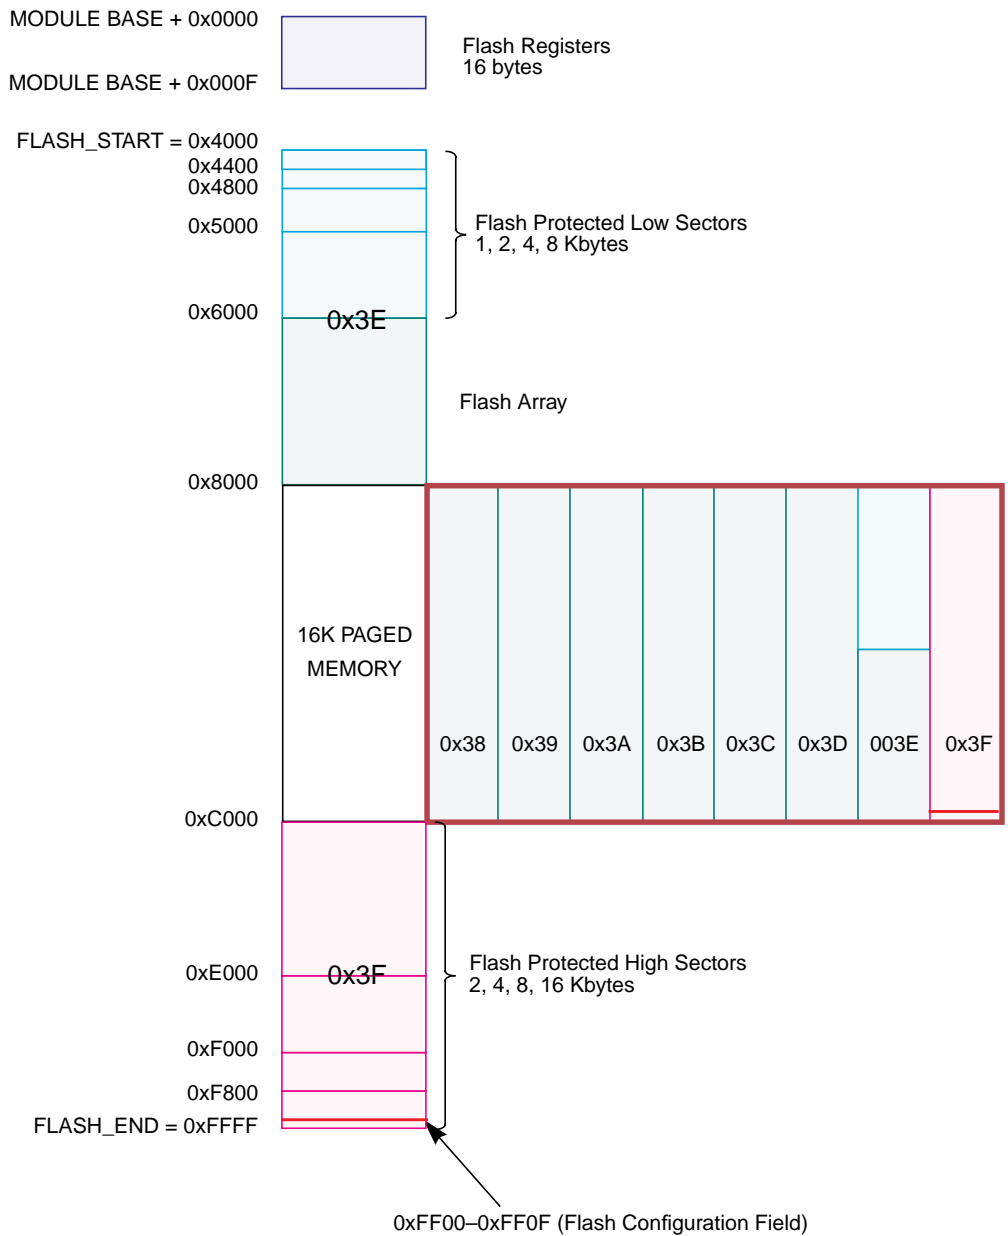 MODULE BASE + 0x0000
Flash Registers
16 bytes
MODULE BASE + 0x000F
FLASH_START = 0x4000
0x4400
0x4800
0x5000
Flash Protected Low Sectors
1, 2, 4, 8 Kbytes
0x6000
0x3E
Flash Array
0x8000
16K PAGED
MEMORY
0x38
0x39
0x3A
0x3B
0x3C
0x3D
003E
0x3F
0xC000
Flash Protected High Sectors
2, 4, 8, 16 Kbytes
0xE000
0x3F
0xF000
0xF800
FLASH_END = 0xFFFF
0xFF00–0xFF0F (Flash Configuration Field)